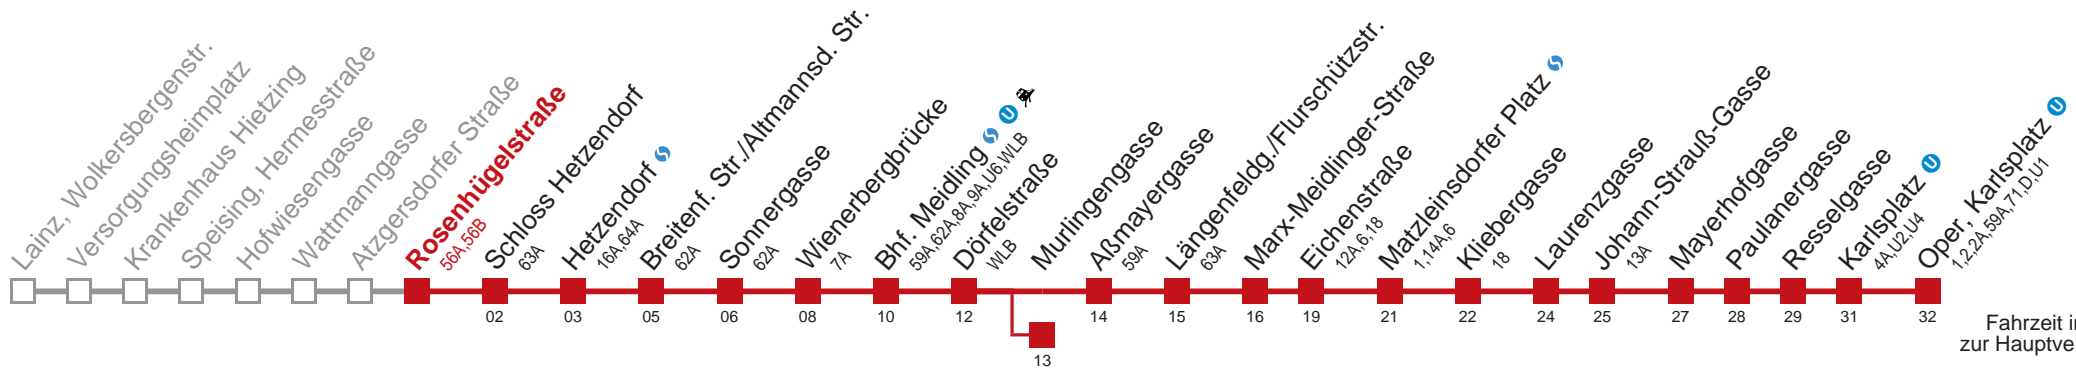 Lainz, Wolkersbergenstr.
Versorgungsheimplatz
Krankenhaus Hietzing
Speising, Hermesstraße
Hofwiesengasse
Wattmanngasse
Atzgersdorfer Straße
Rosenhügelstraße
56A,56B
Schloss Hetzendorf
63A
Hetzendorf S
16A,64A
Breitenf. Str./Altmannsd. Str.
62A
Sonnergasse
62A
Wienerbergbrücke
7A
Bhf. Meidling S U
59A,62A,8A,9A,U6,WLB
Dörfelstraße
WLB
Murlingengasse
Aßmayergasse
59A
Längenfeldg./Flurschützstr.
63A
Marx-Meidlinger-Straße
Eichenstraße
12A,6,18
Matzleinsdorfer Platz S
1,14A,6
Kliebergasse
18
Laurenzgasse
Johann-Strauß-Gasse
13A
Mayerhofgasse
Paulanergasse
Resselgasse
Karlsplatz U
4A,U2,U4
Oper, Karlsplatz U
1,2,2A,59A,71,D,U1
02 03 05 06 08 10 12 14 15 16 19 21 22 24 25 27 28 29 31 32
13
Fahrzeit i
zur Hauptve